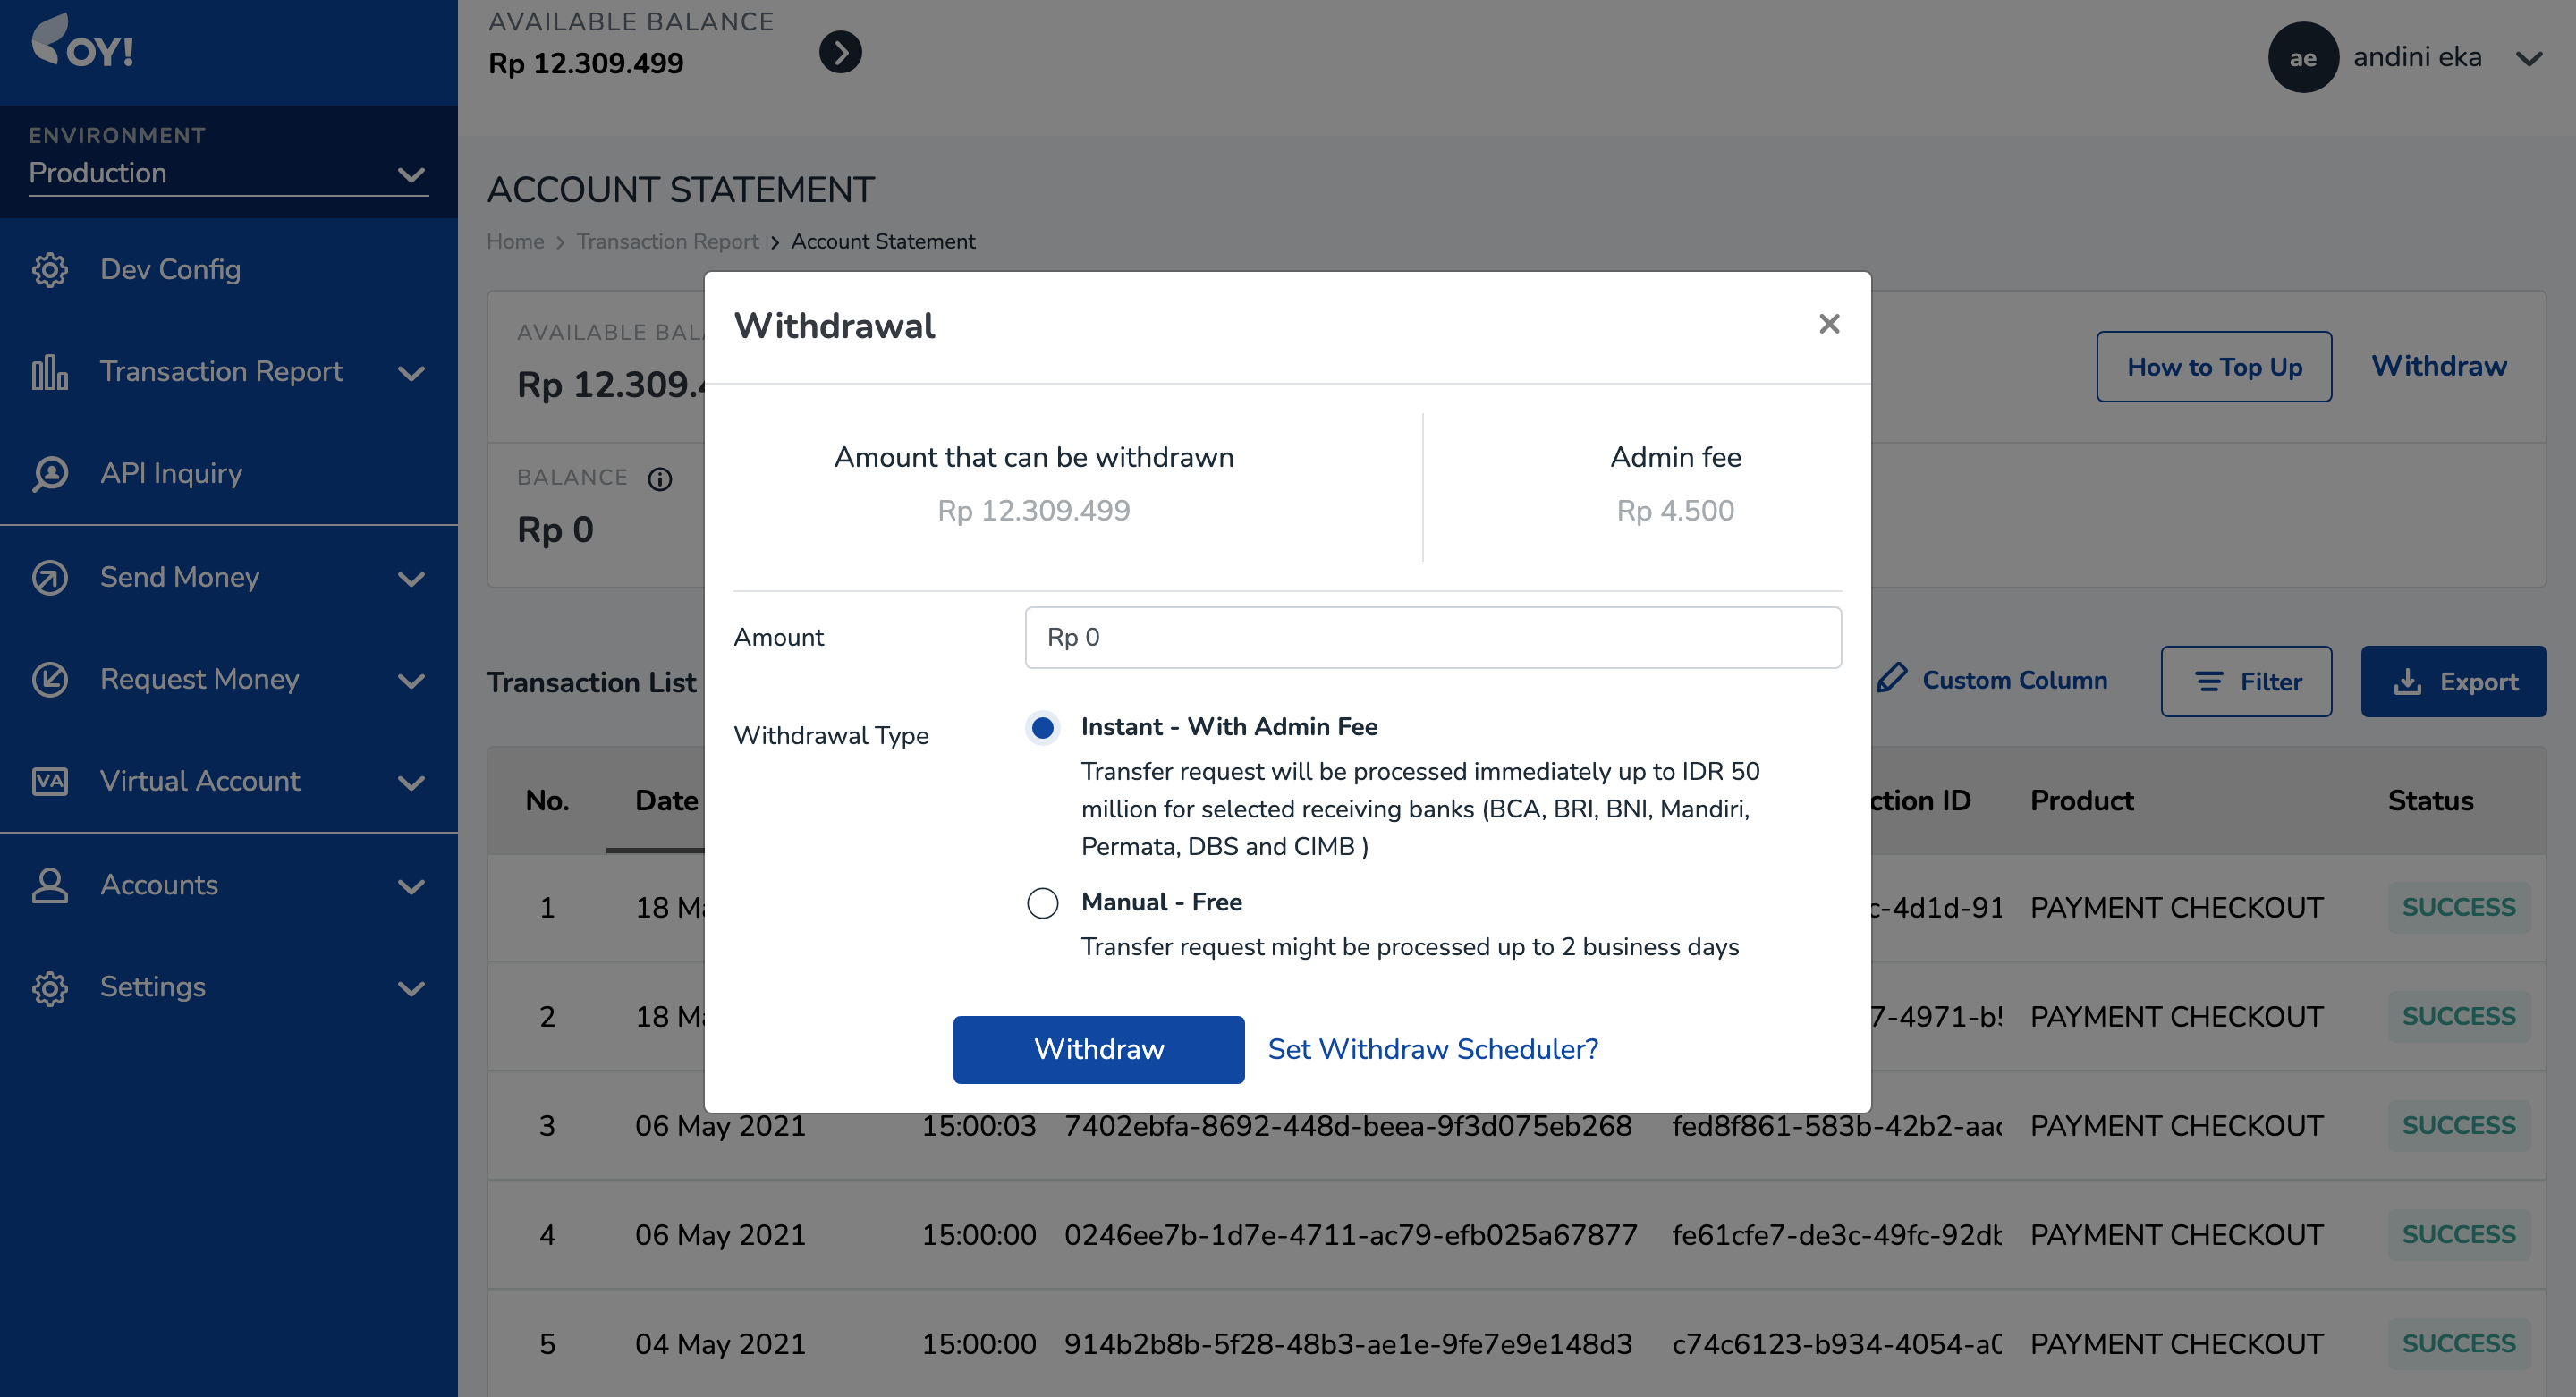 OY!
AVAILABLE BALANCE
Rp 12.309.499
ae
andini eka
ENVIRONMENT
Production
Dev Config
Transaction Report
API Inquiry
Send Money
Request Money
VA Virtual Account
Accounts
Settings
ACCOUNT STATEMENT
Home > Transaction Report > Account Statement
AVAILABLE
Rp 12.309.4
How to Top Up
Withdraw
BALANCE
Rp 0
Withdrawal
Amount that can be withdrawn
Rp 12.309.499
Admin fee
Rp 4.500
Amount
Rp 0
Withdrawal Type
Instant - With Admin Fee
Transfer request will be processed immediately up to IDR 50
million for selected receiving banks (BCA, BRI, BNI, Mandiri,
Permata, DBS and CIMB )
Manual - Free
Transfer request might be processed up to 2 business days
Withdraw
Set Withdraw Scheduler?
Transaction List
Custom Column
Filter
Export
No. Date ction ID Product Status
1 18 c-4d1d-91 PAYMENT CHECKOUT SUCCESS
2 18 7-4971-b PAYMENT CHECKOUT SUCCESS
3 06 May 2021 15:00:03 7402ebfa-8692-448d-beea-9f3d075eb268 fed8f861-583b-42b2-aa PAYMENT CHECKOUT SUCCESS
4 06 May 2021 15:00:00 0246ee7b-1d7e-4711-ac79-efb025a67877 fe61cfe7-de3c-49fc-92d PAYMENT CHECKOUT SUCCESS
5 04 May 2021 15:00:00 914b2b8b-5f28-48b3-ae1e-9fe7e9e148d3 c74c6123-b934-4054-a PAYMENT CHECKOUT SUCCESS